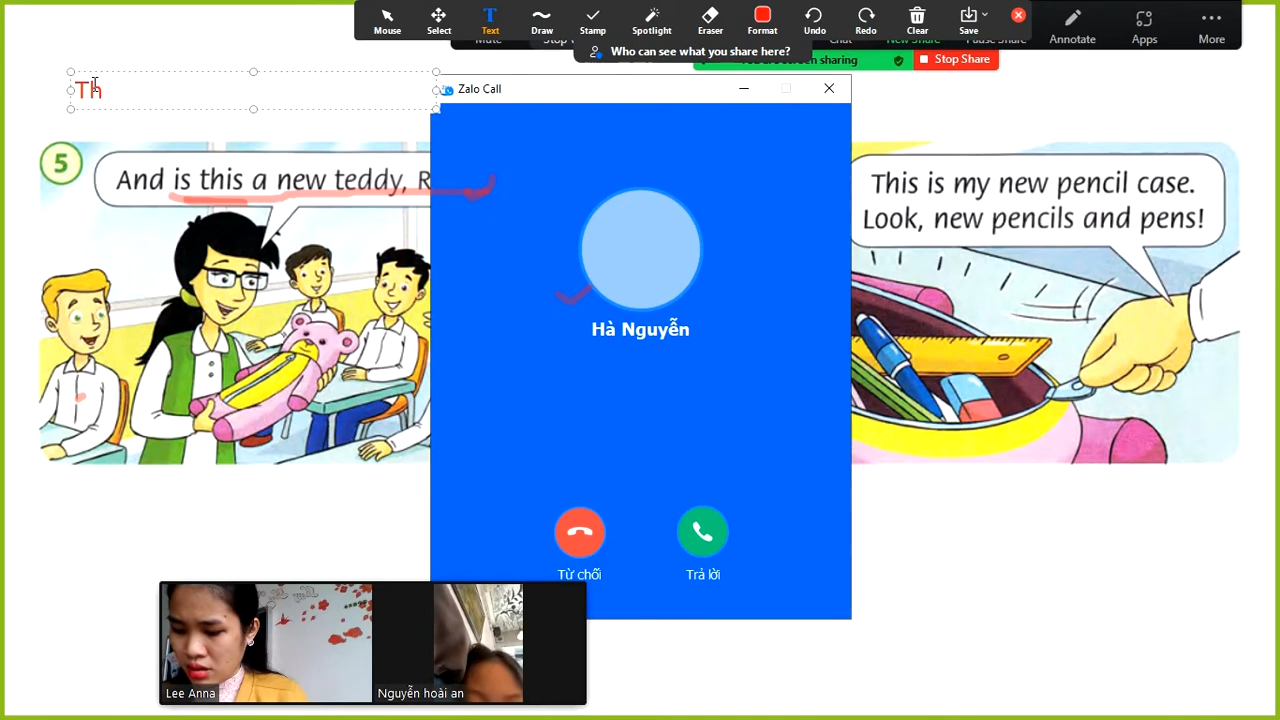 Mouse
Select
Text
Draw
Stamp
Spotlight
Eraser
Format
Undo
Redo
Clear
Save
Annotate
Apps
More
Who can see what you share here?
screen sharing
Stop Share
Th
Zalo Call
5
And is this a new teddy, R
This is my new pencil case.
Look, new pencils and pens!
Hà Nguyễn
Từ chối
Trả lời
Lee Anna
Nguyễn hoài an